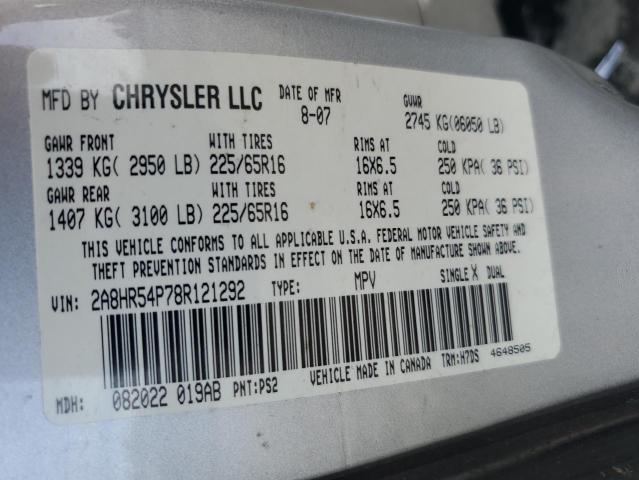 MFD BY CHRYSLER LLC DATE OF MFR 8-07 GVWR 2745 KG(06050 LB)
GAWR FRONT WITH TIRES RIMS AT COLD
1339 KG( 2950 LB) 225/65R16 16X6.5 250 KPA( 36 PSI)
GAWR REAR WITH TIRES RIMS AT COLD
1407 KG( 3100 LB) 225/65R16 16X6.5 250 KPA( 36 PSI)
THIS VEHICLE CONFORMS TO ALL APPLICABLE U.S.A. FEDERAL MOTOR VEHICLE SAFETY AND
THEFT PREVENTION STANDARDS IN EFFECT ON THE DATE OF MANUFACTURE SHOWN ABOVE.
VIN: 2A8HR54P78R121292 TYPE: MPV SINGLE X DUAL
MDH: 082022 019AB PNT:PS2 VEHICLE MADE IN CANADA TRM:H7DS 4648505